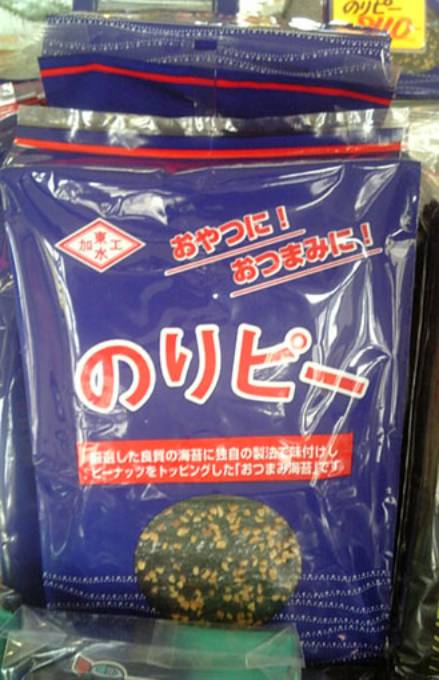 のりピー
東
加 工
水
おやつに!
おつまみに!
のりピー
厳選した良質の海苔に独自の製法で味付けし
ピーナッツをトッピングした「おつまみ海苔」です